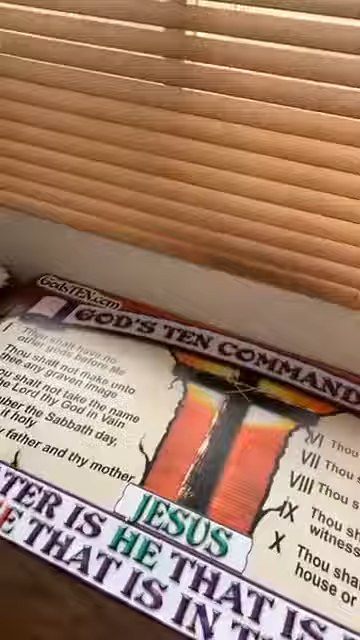 GodsTEN.com
GOD'S TEN COMMAND
I Thou shalt have no
other gods before Me
Thou shalt not make unto
thee any graven image
shalt not take the name
the Lord thy God in Vain
the Sabbath day,
it holy
father and thy mother
VI Thou
VII Thou
VIII Thou s
IX Thou sh
witness
X Thou shal
house or
JESUS
TER IS HE THAT IS
THAT IS IN